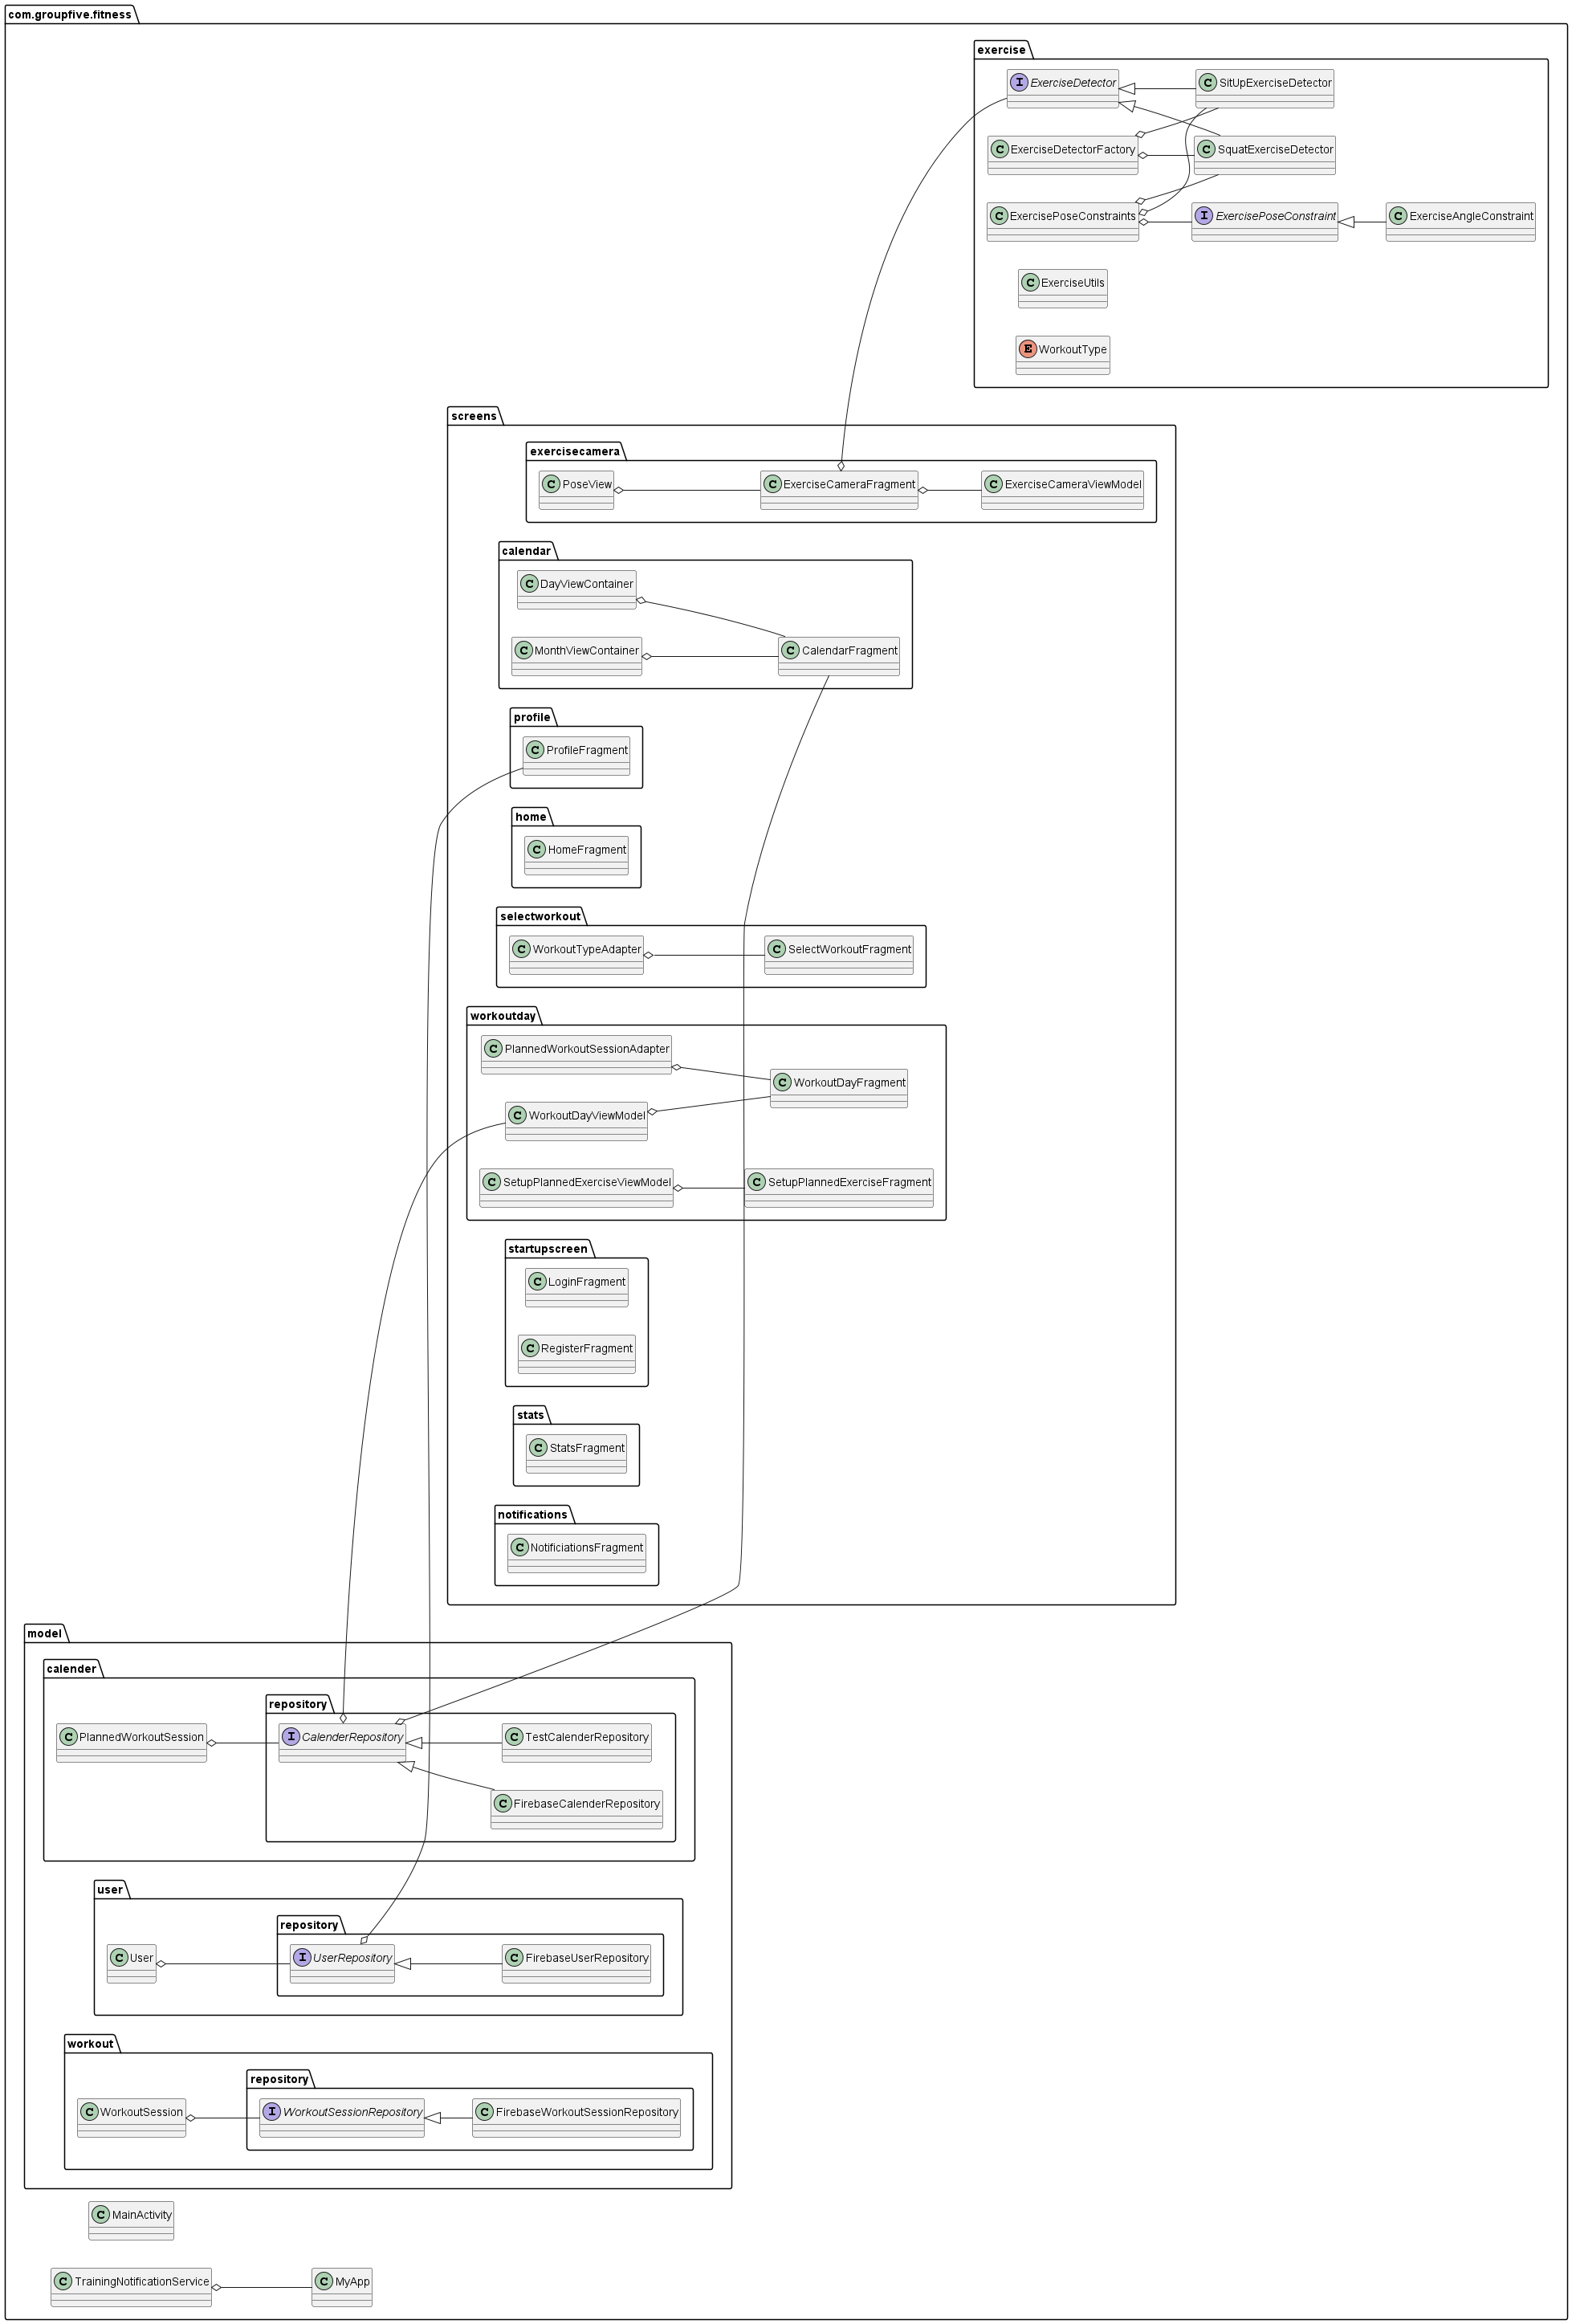 com.groupfive.fitness
exercise
I ExerciseDetector
C SitUpExerciseDetector
C ExerciseDetectorFactory
C SquatExerciseDetector
C ExercisePoseConstraints
I ExercisePoseConstraint
C ExerciseAngleConstraint
C ExerciseUtils
E WorkoutType
screens
exercisecamera
C PoseView
C ExerciseCameraFragment
C ExerciseCameraViewModel
calendar
C DayViewContainer
C MonthViewContainer
C CalendarFragment
profile
C ProfileFragment
home
C HomeFragment
selectworkout
C WorkoutTypeAdapter
C SelectWorkoutFragment
workoutday
C PlannedWorkoutSessionAdapter
C WorkoutDayFragment
C WorkoutDayViewModel
C SetupPlannedExerciseViewModel
C SetupPlannedExerciseFragment
startupscreen
C LoginFragment
C RegisterFragment
stats
C StatsFragment
notifications
C NotificiationsFragment
model
calender
repository
C PlannedWorkoutSession
I CalenderRepository
C TestCalenderRepository
C FirebaseCalenderRepository
user
repository
C User
I UserRepository
C FirebaseUserRepository
workout
repository
C WorkoutSession
I WorkoutSessionRepository
C FirebaseWorkoutSessionRepository
C MainActivity
C TrainingNotificationService
C MyApp